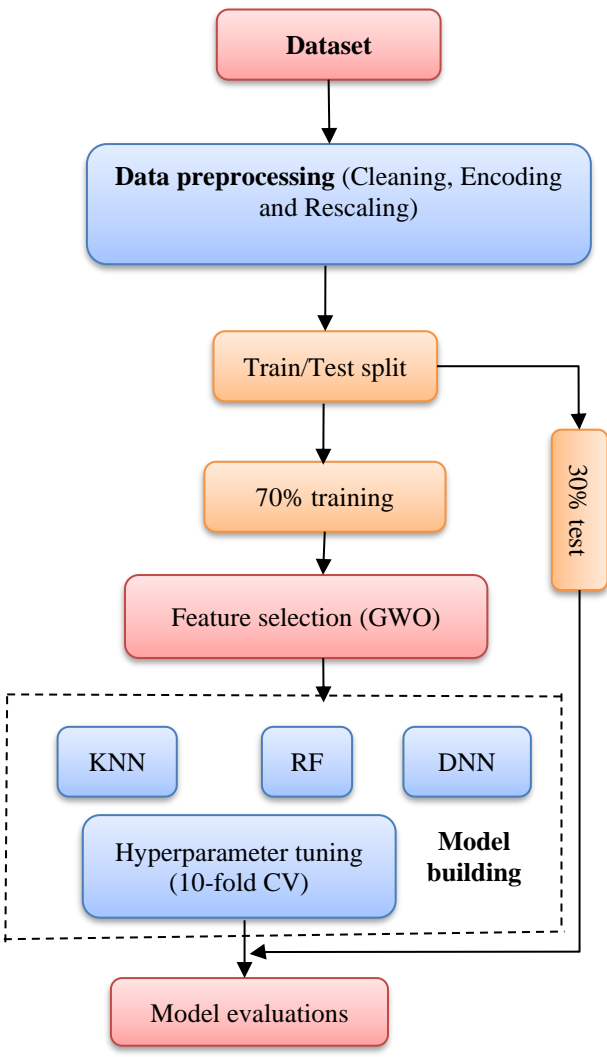 Dataset
Data preprocessing (Cleaning, Encoding
and Rescaling)
Train/Test split
70% training
30% test
Feature selection (GWO)
KNN
RF
DNN
Hyperparameter tuning
(10-fold CV)
Model
building
Model evaluations